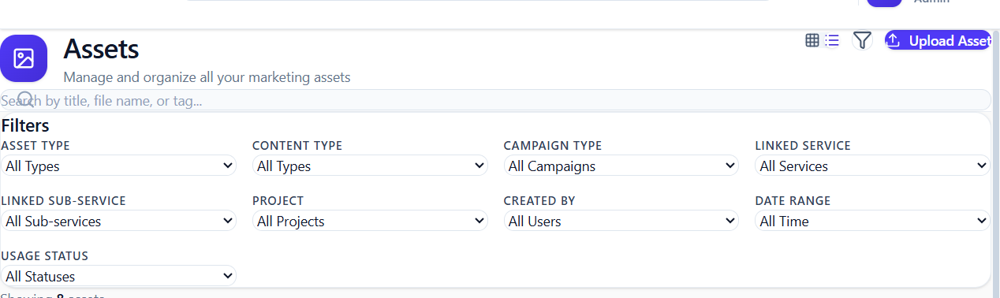 Admin
Assets
Manage and organize all your marketing assets
Upload Asset
Search by title, file name, or tag...
Filters
ASSET TYPE CONTENT TYPE CAMPAIGN TYPE LINKED SERVICE
All Types All Types All Campaigns All Services
LINKED SUB-SERVICE PROJECT CREATED BY DATE RANGE
All Sub-services All Projects All Users All Time
USAGE STATUS
All Statuses
Showing 8 assets